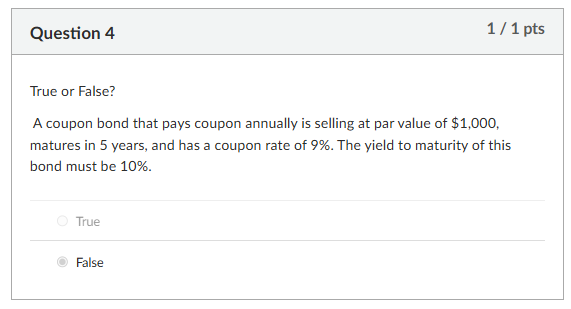 Question 4
1 / 1 pts
True or False?
A coupon bond that pays coupon annually is selling at par value of $1,000,
matures in 5 years, and has a coupon rate of 9%. The yield to maturity of this
bond must be 10%.
True
False